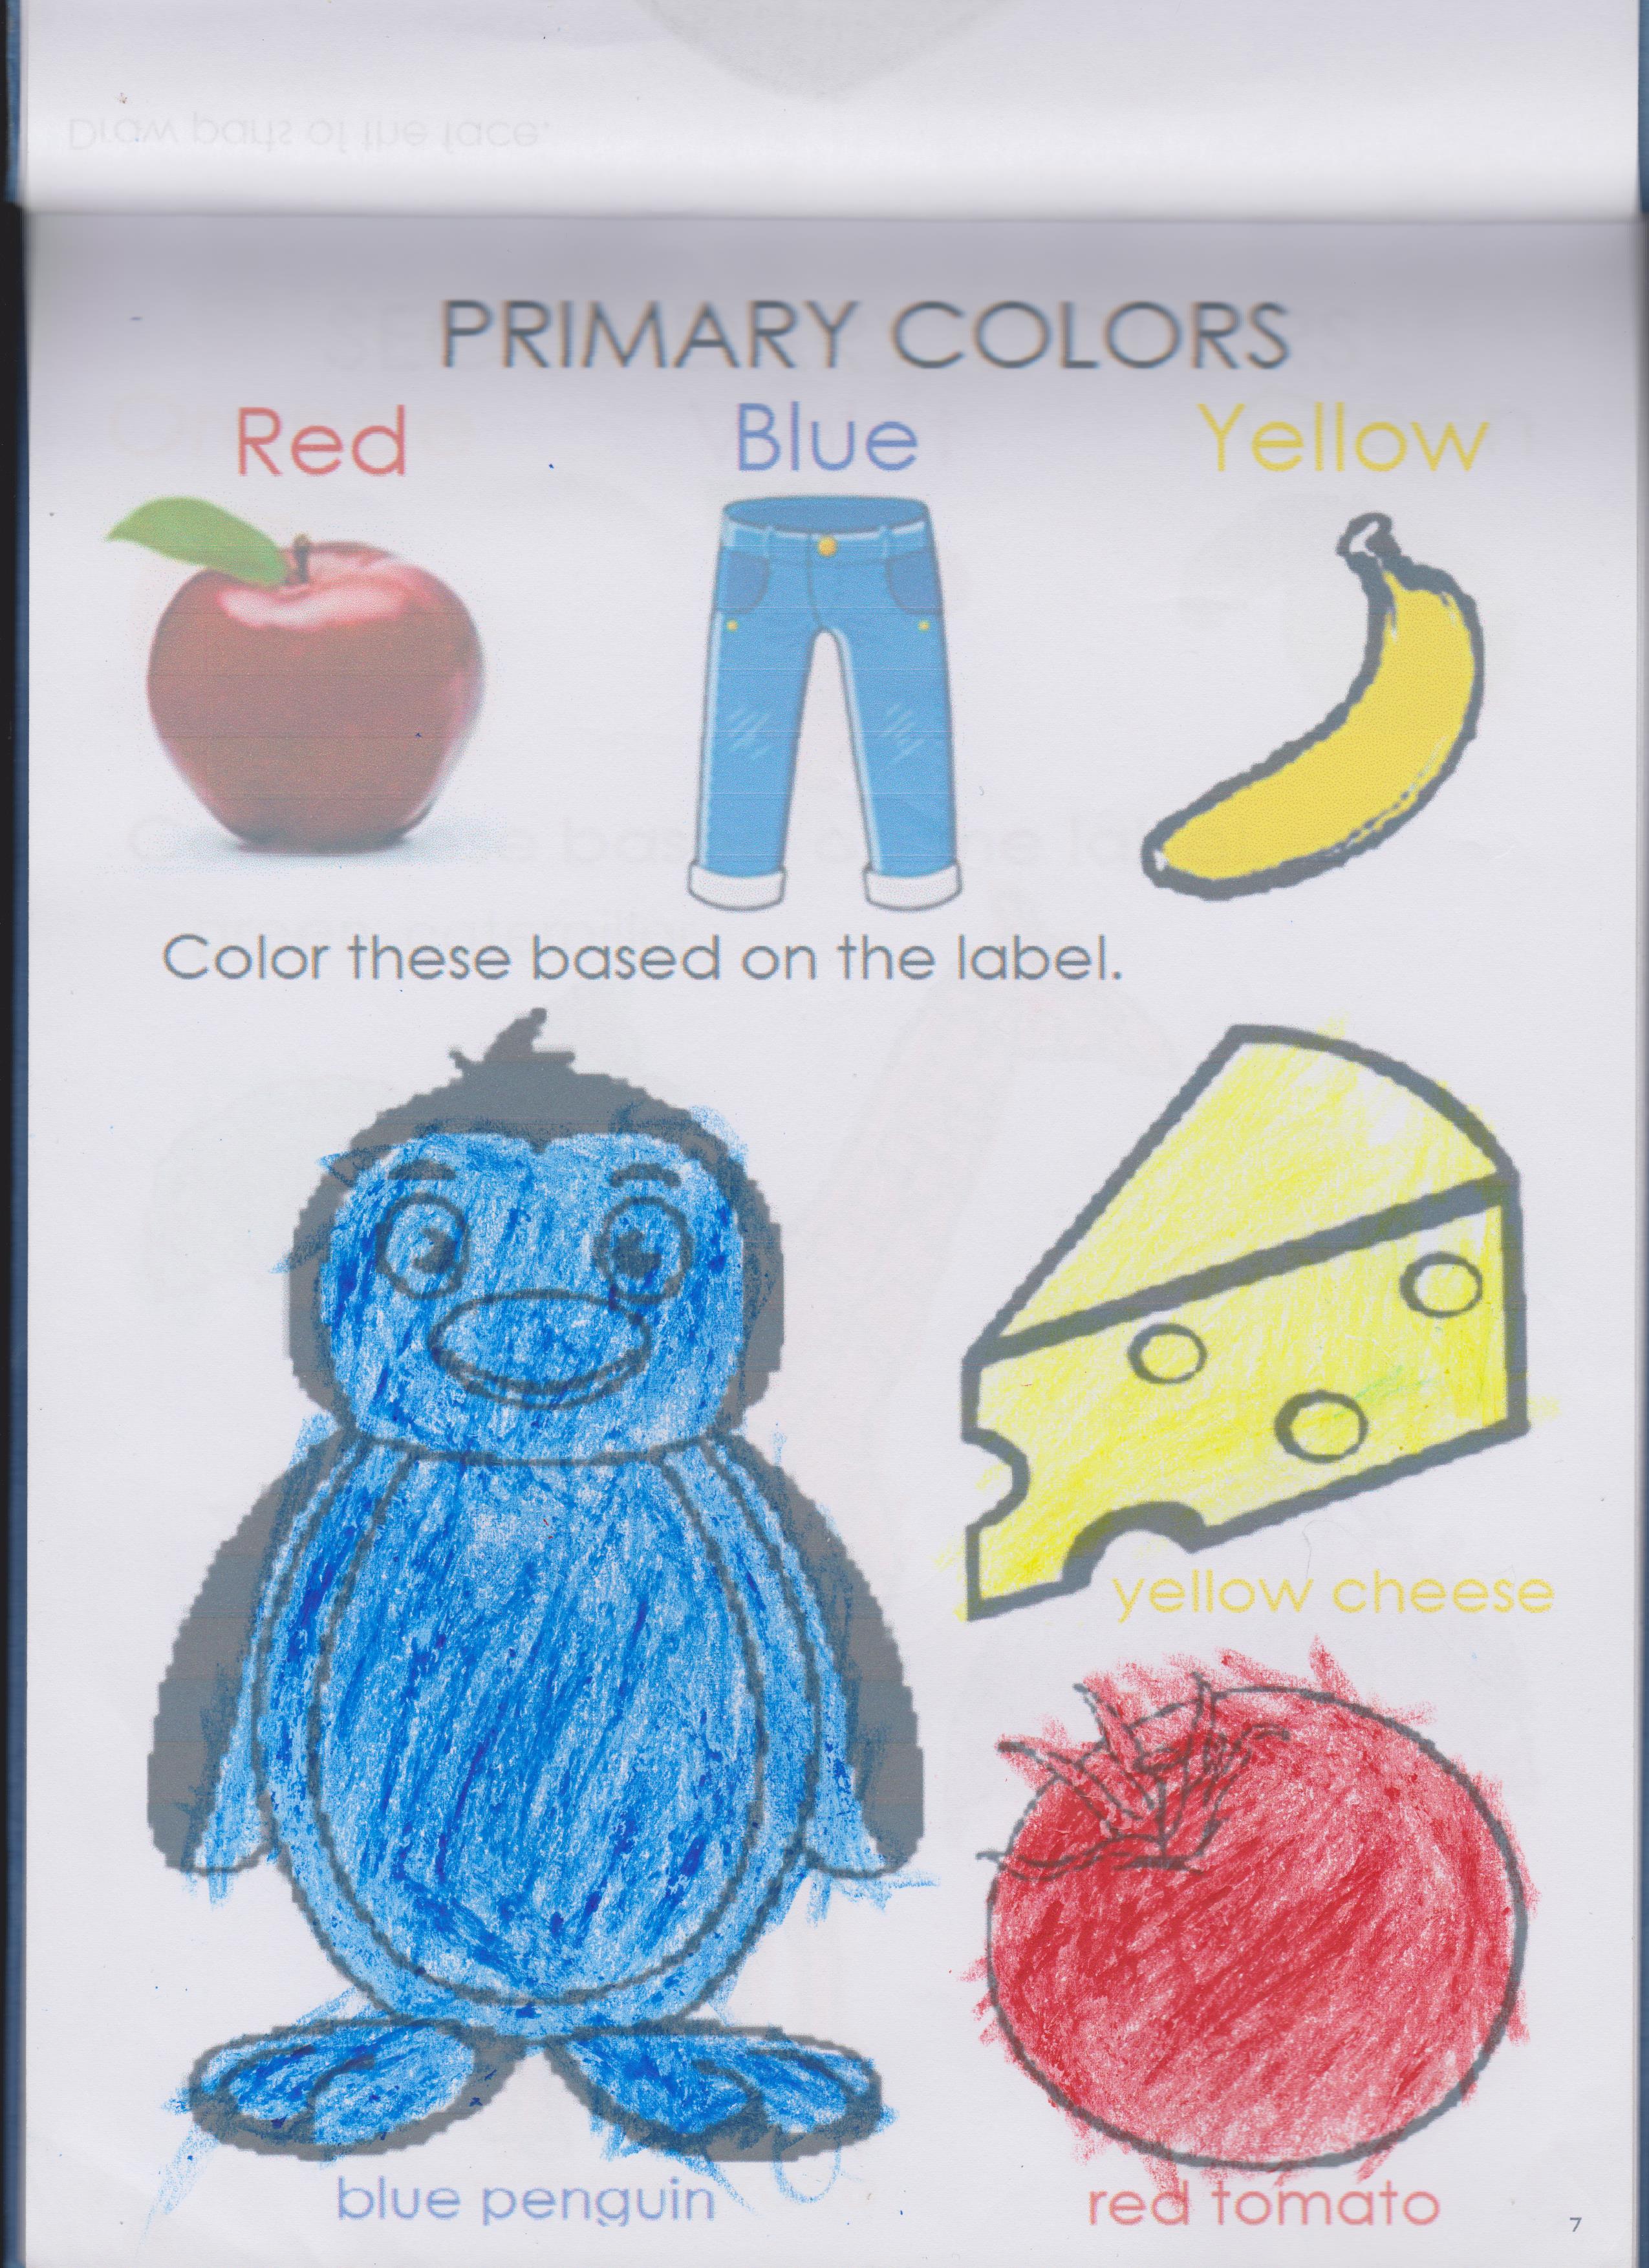 Draw parts of the face.
PRIMARY COLORS
Red Blue Yellow
Color these based on the label.
yellow cheese
blue penguin
red tomato
7